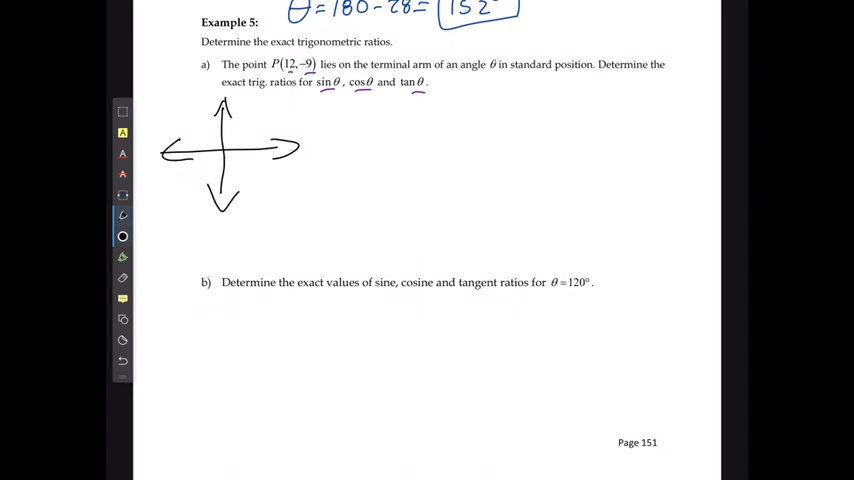 θ = 180 - 28 = 152°
Example 5:
Determine the exact trigonometric ratios.
a) The point P(12,−9) lies on the terminal arm of an angle θ in standard position. Determine the
exact trig. ratios for sin θ, cos θ and tan θ.
b) Determine the exact values of sine, cosine and tangent ratios for θ = 120°.
Page 151